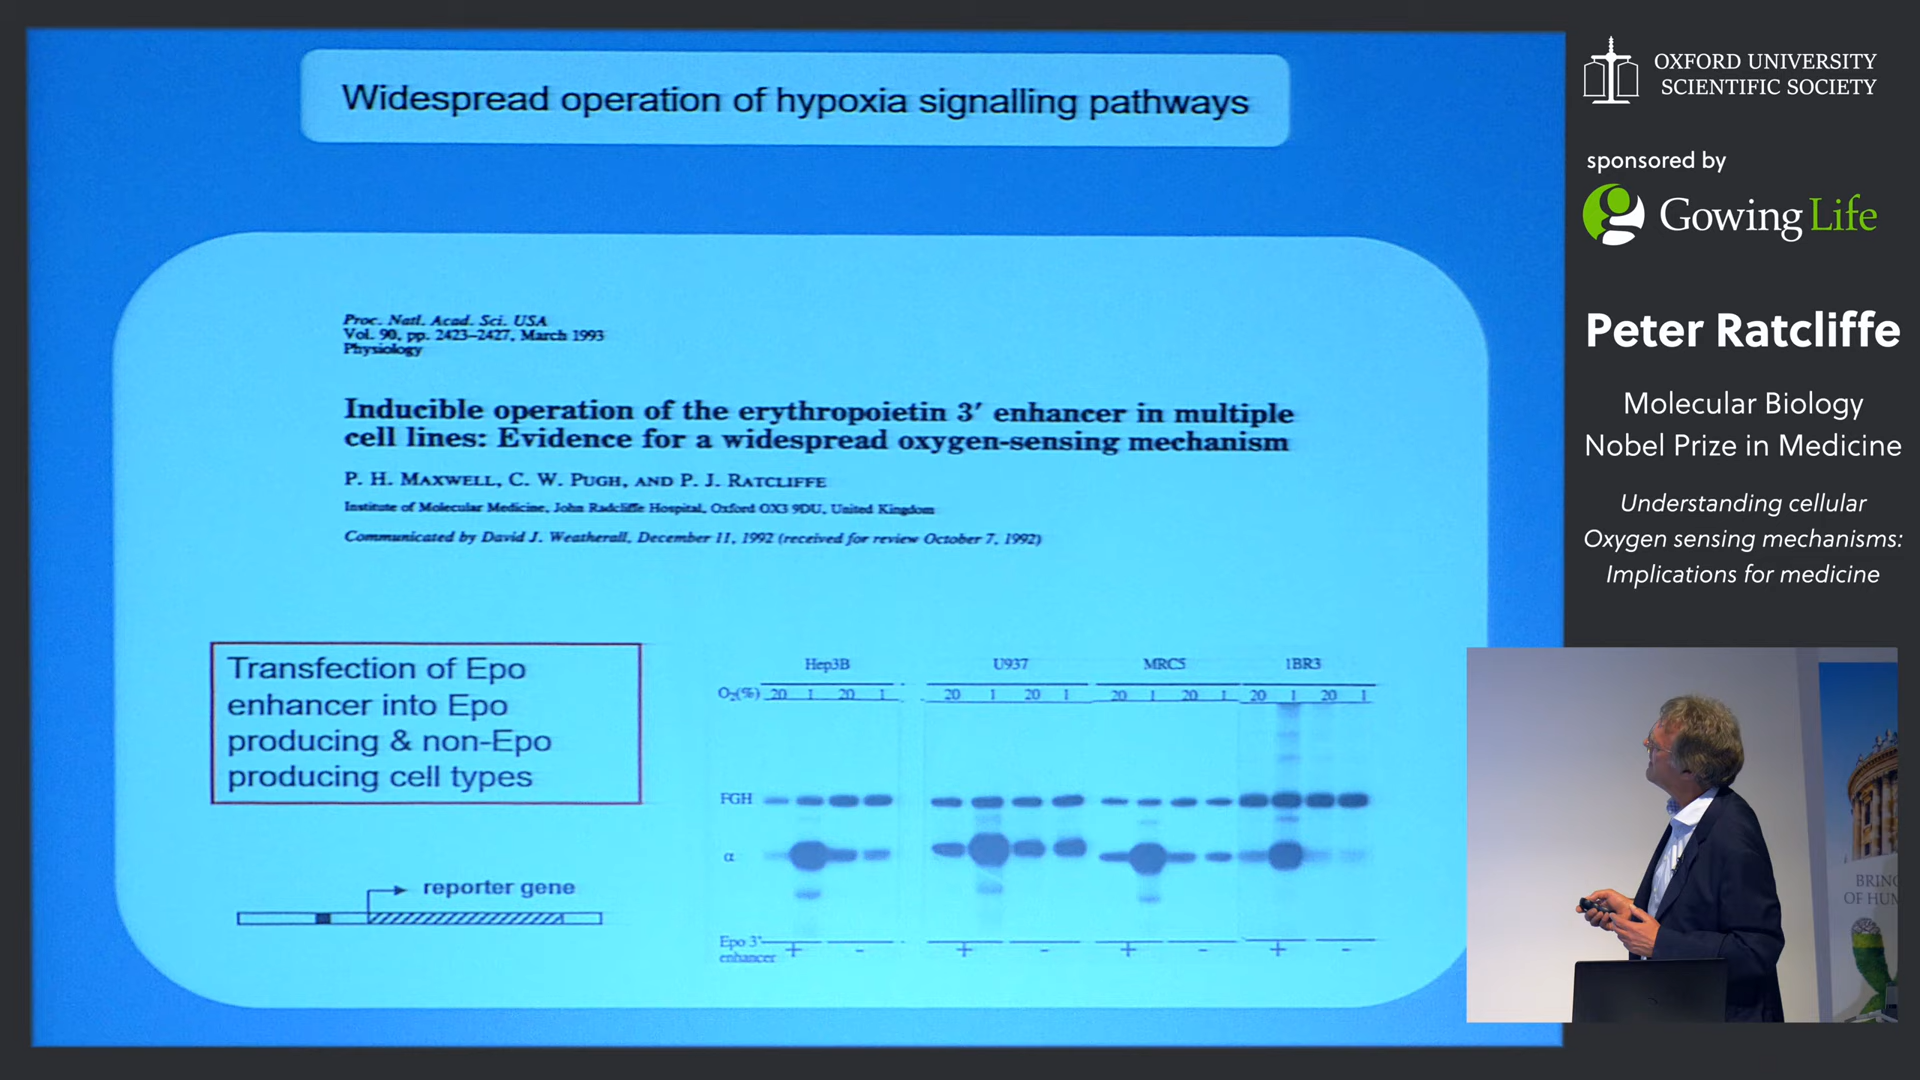 Widespread operation of hypoxia signalling pathways
Proc. Natl. Acad. Sci. USA
Vol. 90, pp. 2423–2427, March 1993
Physiology
Inducible operation of the erythropoietin 3′ enhancer in multiple
cell lines: Evidence for a widespread oxygen-sensing mechanism
P. H. Maxwell, C. W. Pugh, and P. J. Ratcliffe
Institute of Molecular Medicine, John Radcliffe Hospital, Oxford OX3 9DU, United Kingdom
Communicated by David J. Weatherall, December 11, 1992 (received for review October 7, 1992)
Transfection of Epo
enhancer into Epo
producing & non-Epo
producing cell types
reporter gene
Hep3B U937 MRC5 1BR3
O₂(%) 20 1 20 1 20 1 20 1 20 1 20 1 20 1 20 1
FGH
α
Epo 3' + - + - + - + -
enhancer
OXFORD UNIVERSITY
SCIENTIFIC SOCIETY
sponsored by
Gowing Life
Peter Ratcliffe
Molecular Biology
Nobel Prize in Medicine
Understanding cellular
Oxygen sensing mechanisms:
Implications for medicine
BRING
OF HUM